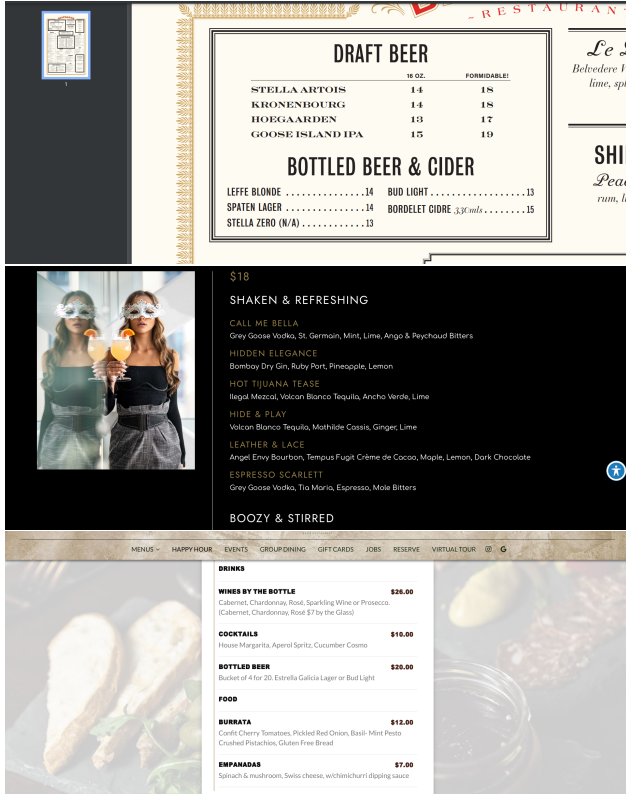 - RESTAURAN
DRAFT BEER
16 OZ. FORMIDABLE!
STELLA ARTOIS 14 18
KRONENBOURG 14 18
HOEGAARDEN 13 17
GOOSE ISLAND IPA 15 19
BOTTLED BEER & CIDER
LEFFE BLONDE ..............14
SPATEN LAGER ..............14
STELLA ZERO (N/A) ...........13
BUD LIGHT .................13
BORDELET CIDRE 330mls........15
Le
Belvedere
lime, sp
SHI
Pea
rum, l
1
$18
SHAKEN & REFRESHING
CALL ME BELLA
Grey Goose Vodka, St. Germain, Mint, Lime, Ango & Peychaud Bitters
HIDDEN ELEGANCE
Bombay Dry Gin, Ruby Port, Pineapple, Lemon
HOT TIJUANA TEASE
Ilegal Mezcal, Volcan Blanco Tequila, Ancho Verde, Lime
HIDE & PLAY
Volcan Blanco Tequila, Mathilde Cassis, Ginger, Lime
LEATHER & LACE
Angel Envy Bourbon, Tempus Fugit Crème de Cacao, Maple, Lemon, Dark Chocolate
ESPRESSO SCARLETT
Grey Goose Vodka, Tia Maria, Espresso, Mole Bitters
BOOZY & STIRRED
MENUS HAPPY HOUR EVENTS GROUP DINING GIFT CARDS JOBS RESERVE VIRTUAL TOUR G
DRINKS
WINES BY THE BOTTLE $26.00
Cabernet, Chardonnay, Rosé, Sparkling Wine or Prosecco.
(Cabernet, Chardonnay, Rosé $7 by the Glass)
COCKTAILS $10.00
House Margarita, Aperol Spritz, Cucumber Cosmo
BOTTLED BEER $20.00
Bucket of 4 for 20. Estrella Galicia Lager or Bud Light
FOOD
BURRATA $12.00
Confit Cherry Tomatoes, Pickled Red Onion, Basil- Mint Pesto
Crushed Pistachios, Gluten Free Bread
EMPANADAS $7.00
Spinach & mushroom, Swiss cheese, w/chimichurri dipping sauce